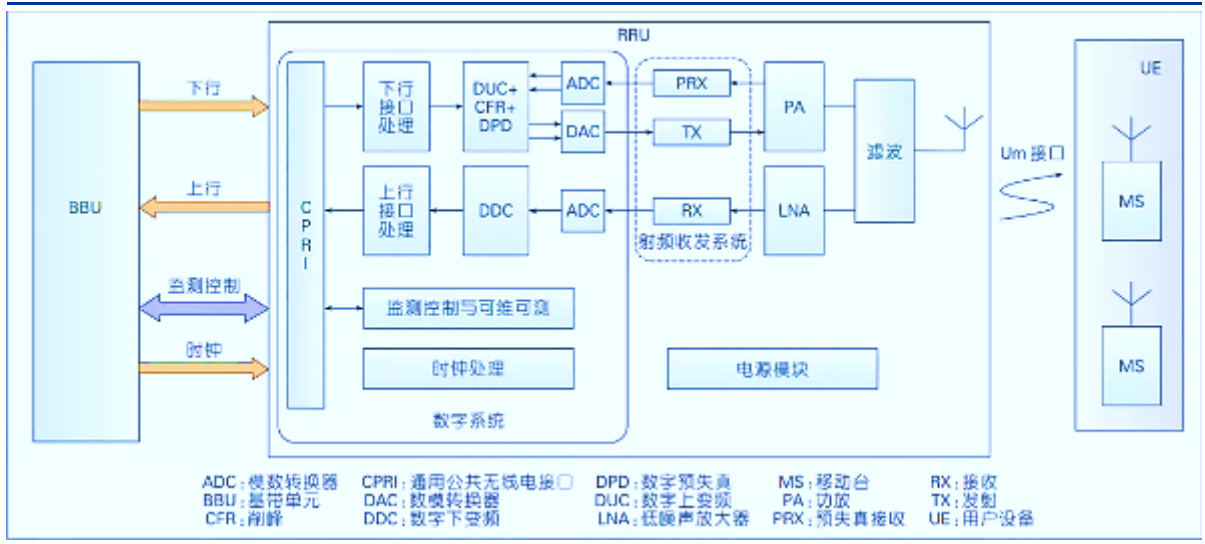 RRU
UE
BBU
下行
上行
监测控制
时钟
CPRI
下行
接口
处理
DUC+
CFR+
DPD
ADC
DAC
PRX
TX
PA
滤波
Um 接口
上行
接口
处理
DDC
ADC
RX
LNA
射频收发系统
MS
MS
监测控制与可维可测
时钟处理
电源模块
数字系统
ADC:模数转换器 CPRI:通用公共无线电接口 DPD:数字预失真 MS:移动台 RX:接收
BBU:基带单元 DAC:数模转换器 DUC:数字上变频 PA:功放 TX:发射
CFR:削峰 DDC:数字下变频 LNA:低噪声放大器 PRX:预失真接收 UE:用户设备